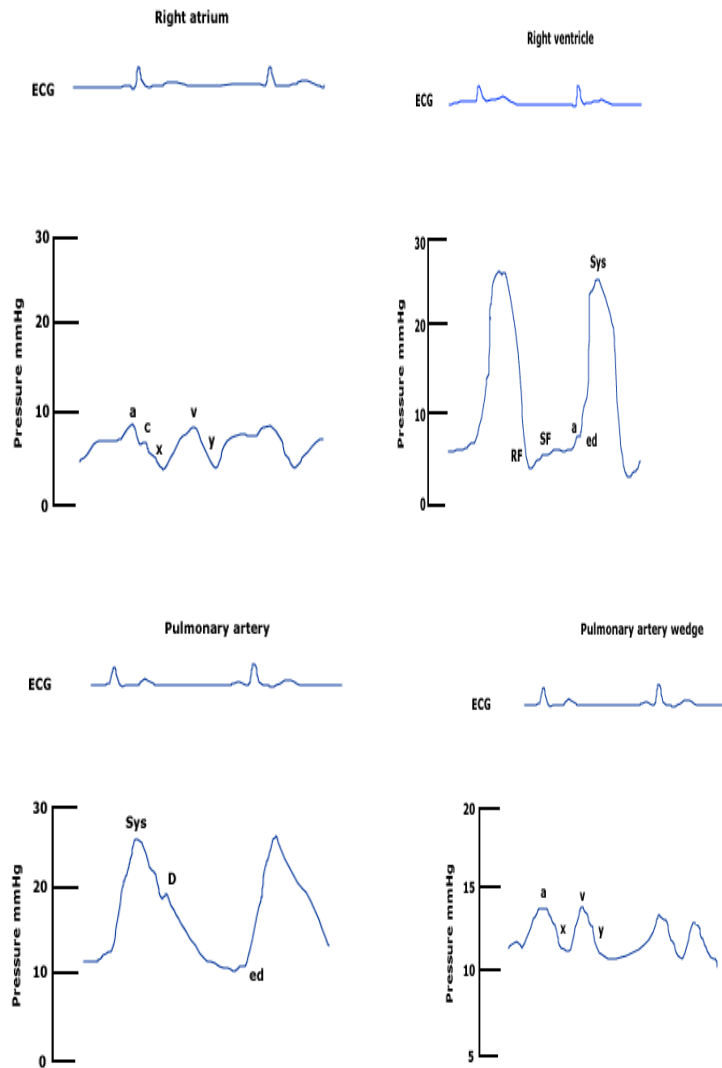 Right atrium
ECG
Pressure mmHg
30
20
10
0
a
c
x
v
y
Right ventricle
ECG
Pressure mmHg
30
20
10
0
RF
SF
a
ed
Sys
Pulmonary artery
ECG
Pressure mmHg
30
20
10
0
Sys
D
ed
Pulmonary artery wedge
ECG
Pressure mmHg
20
15
10
5
a
x
v
y